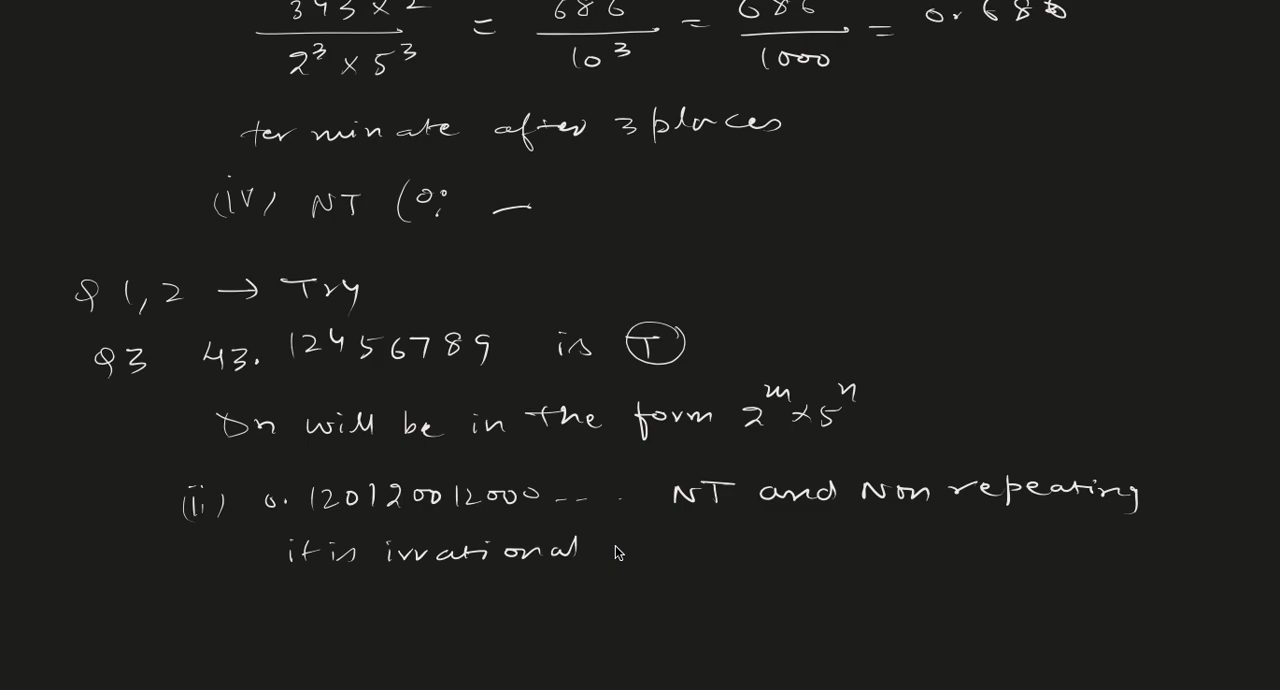 343 × 2 / 2³ × 5³ = 686 / 10³ = 686 / 1000 = 0.686
terminate after 3 places
(iv) NT (0: —
Q 1, 2 → Try
Q3 43. 12456789 is T
Dn will be in the form 2^m × 5^n
(ii) 0. 120120012000 --- . NT and Non repeating
it is irrational